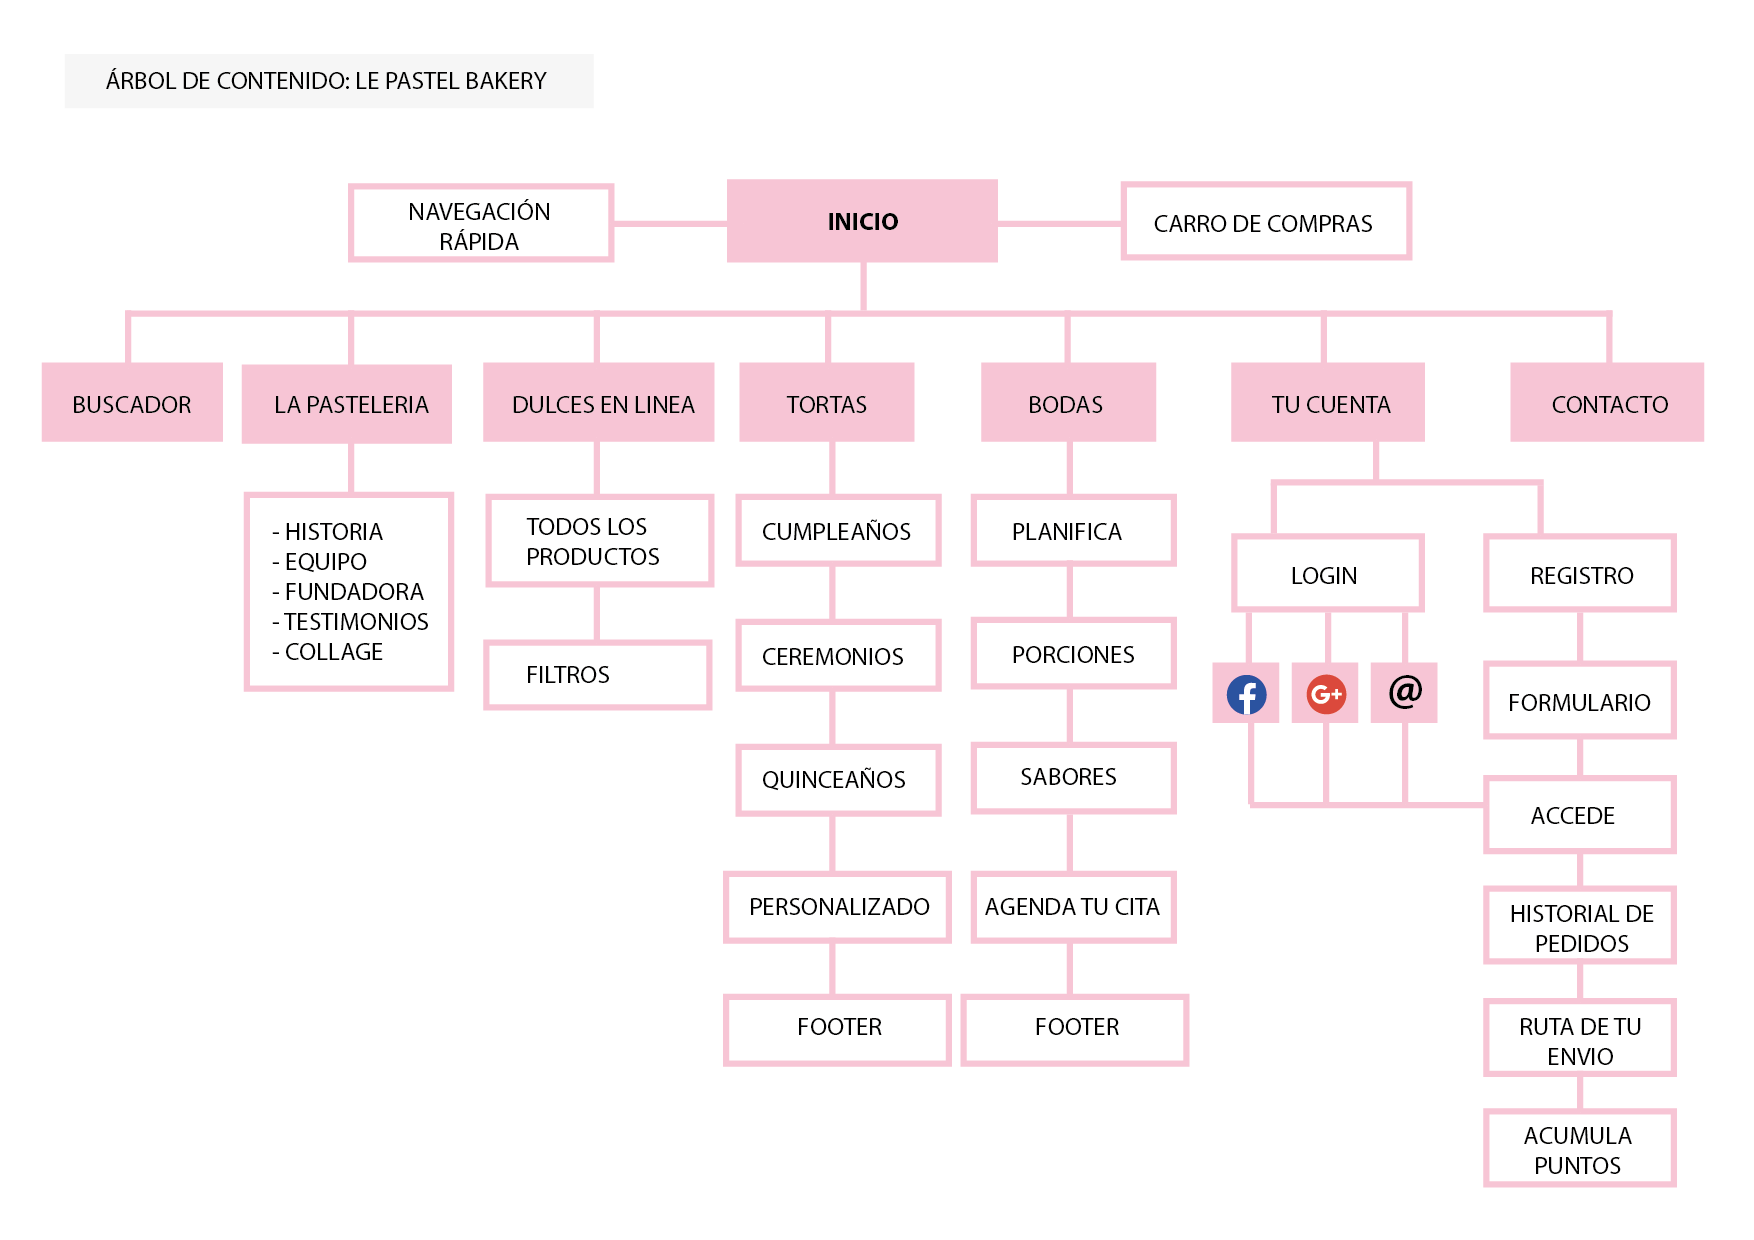 ÁRBOL DE CONTENIDO: LE PASTEL BAKERY
NAVEGACIÓN
RÁPIDA
INICIO
CARRO DE COMPRAS
BUSCADOR
LA PASTELERIA
DULCES EN LINEA
TORTAS
BODAS
TU CUENTA
CONTACTO
- HISTORIA
- EQUIPO
- FUNDADORA
- TESTIMONIOS
- COLLAGE
TODOS LOS
PRODUCTOS
FILTROS
CUMPLEAÑOS
CEREMONIOS
QUINCEAÑOS
PERSONALIZADO
FOOTER
PLANIFICA
PORCIONES
SABORES
AGENDA TU CITA
FOOTER
LOGIN
f
G+
@
REGISTRO
FORMULARIO
ACCEDE
HISTORIAL DE
PEDIDOS
RUTA DE TU
ENVIO
ACUMULA
PUNTOS